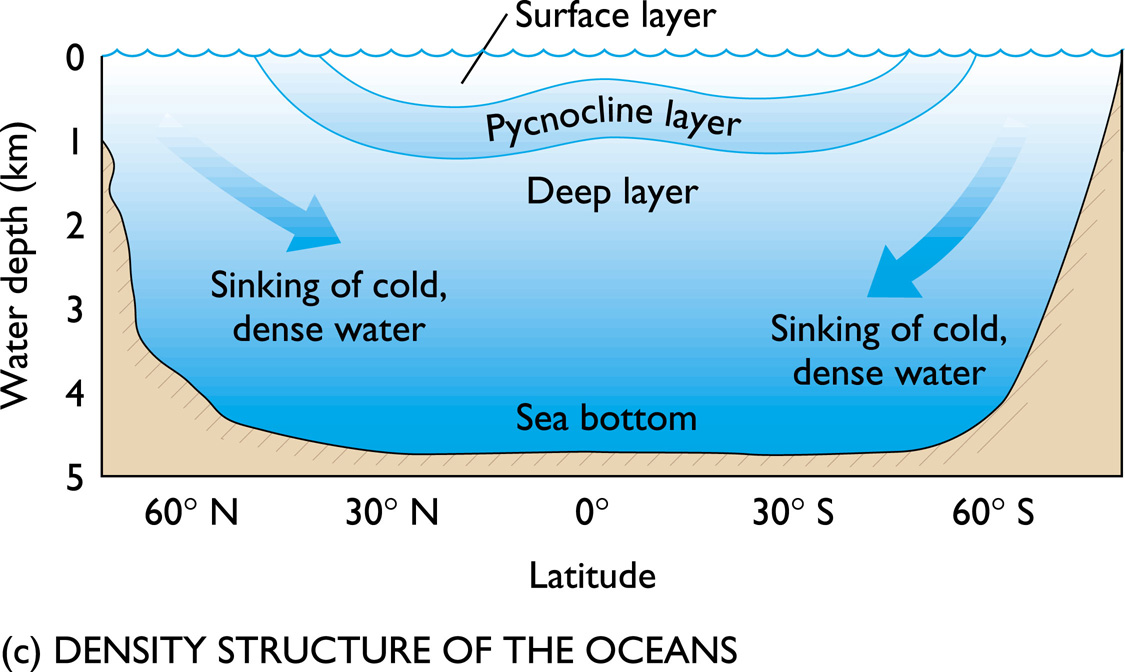 Surface layer
0
Pycnocline layer
1
Deep layer
2
Sinking of cold,
dense water
3
Sinking of cold,
dense water
4
Sea bottom
5
Water depth (km)
60° N 30° N 0° 30° S 60° S
Latitude
(c) DENSITY STRUCTURE OF THE OCEANS